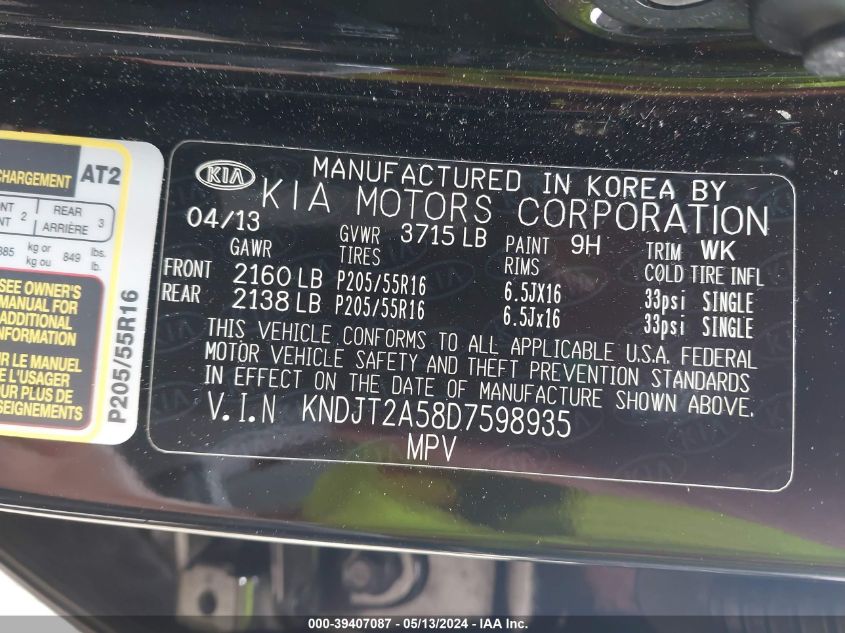 CHARGEMENT AT2
2 REAR 3
ARRIÈRE
kg or 849 lbs.
kg ou lb.
SEE OWNER'S
MANUAL FOR
ADDITIONAL
INFORMATION
LE MANUEL
L'USAGER
POUR PLUS DE
P205/55R16
KIA
MANUFACTURED IN KOREA BY
KIA MOTORS CORPORATION
04/13 GVWR 3715 LB PAINT 9H TRIM WK
GAWR TIRES RIMS COLD TIRE INFL
FRONT 2160 LB P205/55R16 6.5JX16 33psi SINGLE
REAR 2138 LB P205/55R16 6.5Jx16 33psi SINGLE
THIS VEHICLE CONFORMS TO ALL APPLICABLE U.S.A. FEDERAL
MOTOR VEHICLE SAFETY AND THEFT PREVENTION STANDARDS
IN EFFECT ON THE DATE OF MANUFACTURE SHOWN ABOVE.
V.I.N KNDJT2A58D7598935
MPV
000-39407087 - 05/13/2024 - IAA Inc.